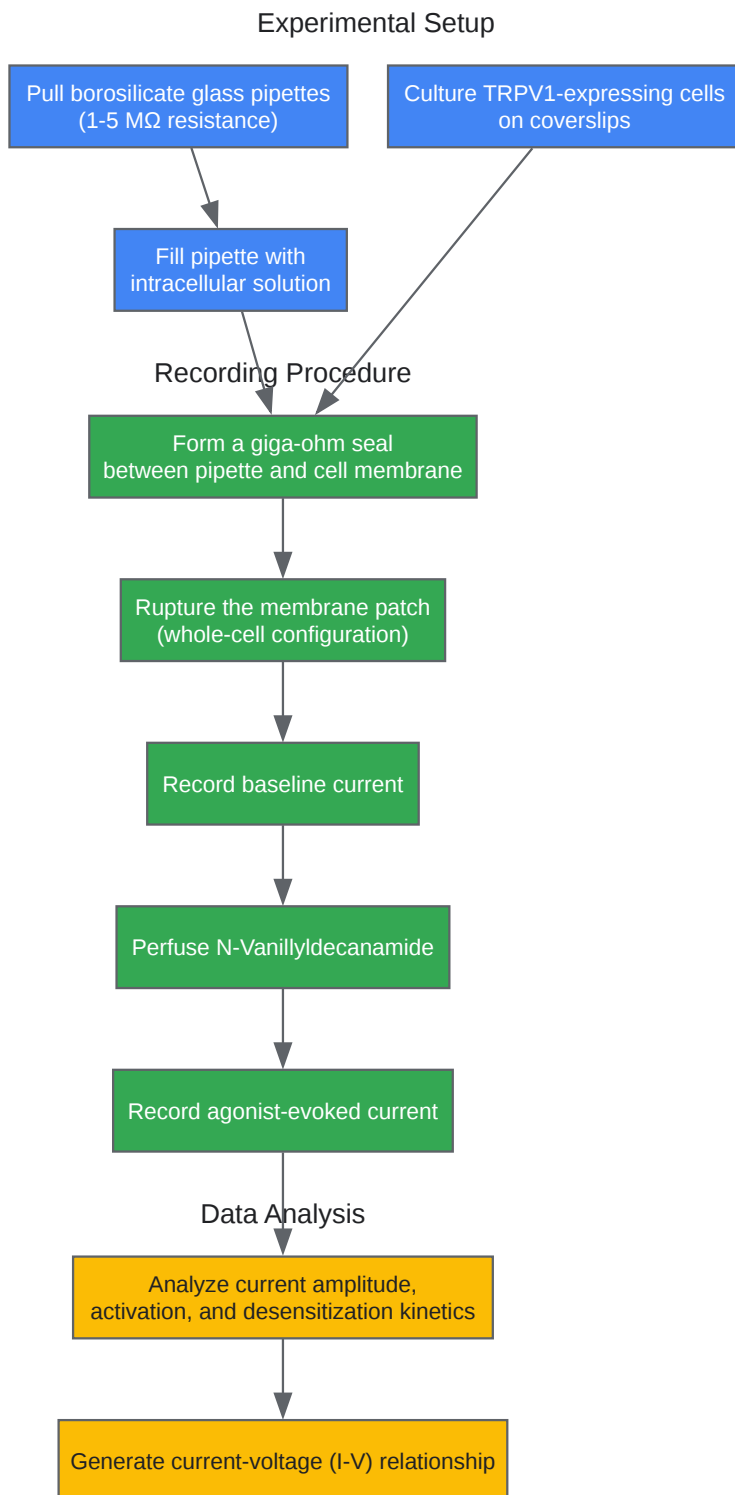 Experimental Setup
Pull borosilicate glass pipettes
(1-5 MΩ resistance)
Culture TRPV1-expressing cells
on coverslips
Fill pipette with
intracellular solution
Recording Procedure
Form a giga-ohm seal
between pipette and cell membrane
Rupture the membrane patch
(whole-cell configuration)
Record baseline current
Perfuse N-Vanillyldecanamide
Record agonist-evoked current
Data Analysis
Analyze current amplitude,
activation, and desensitization kinetics
Generate current-voltage (I-V) relationship